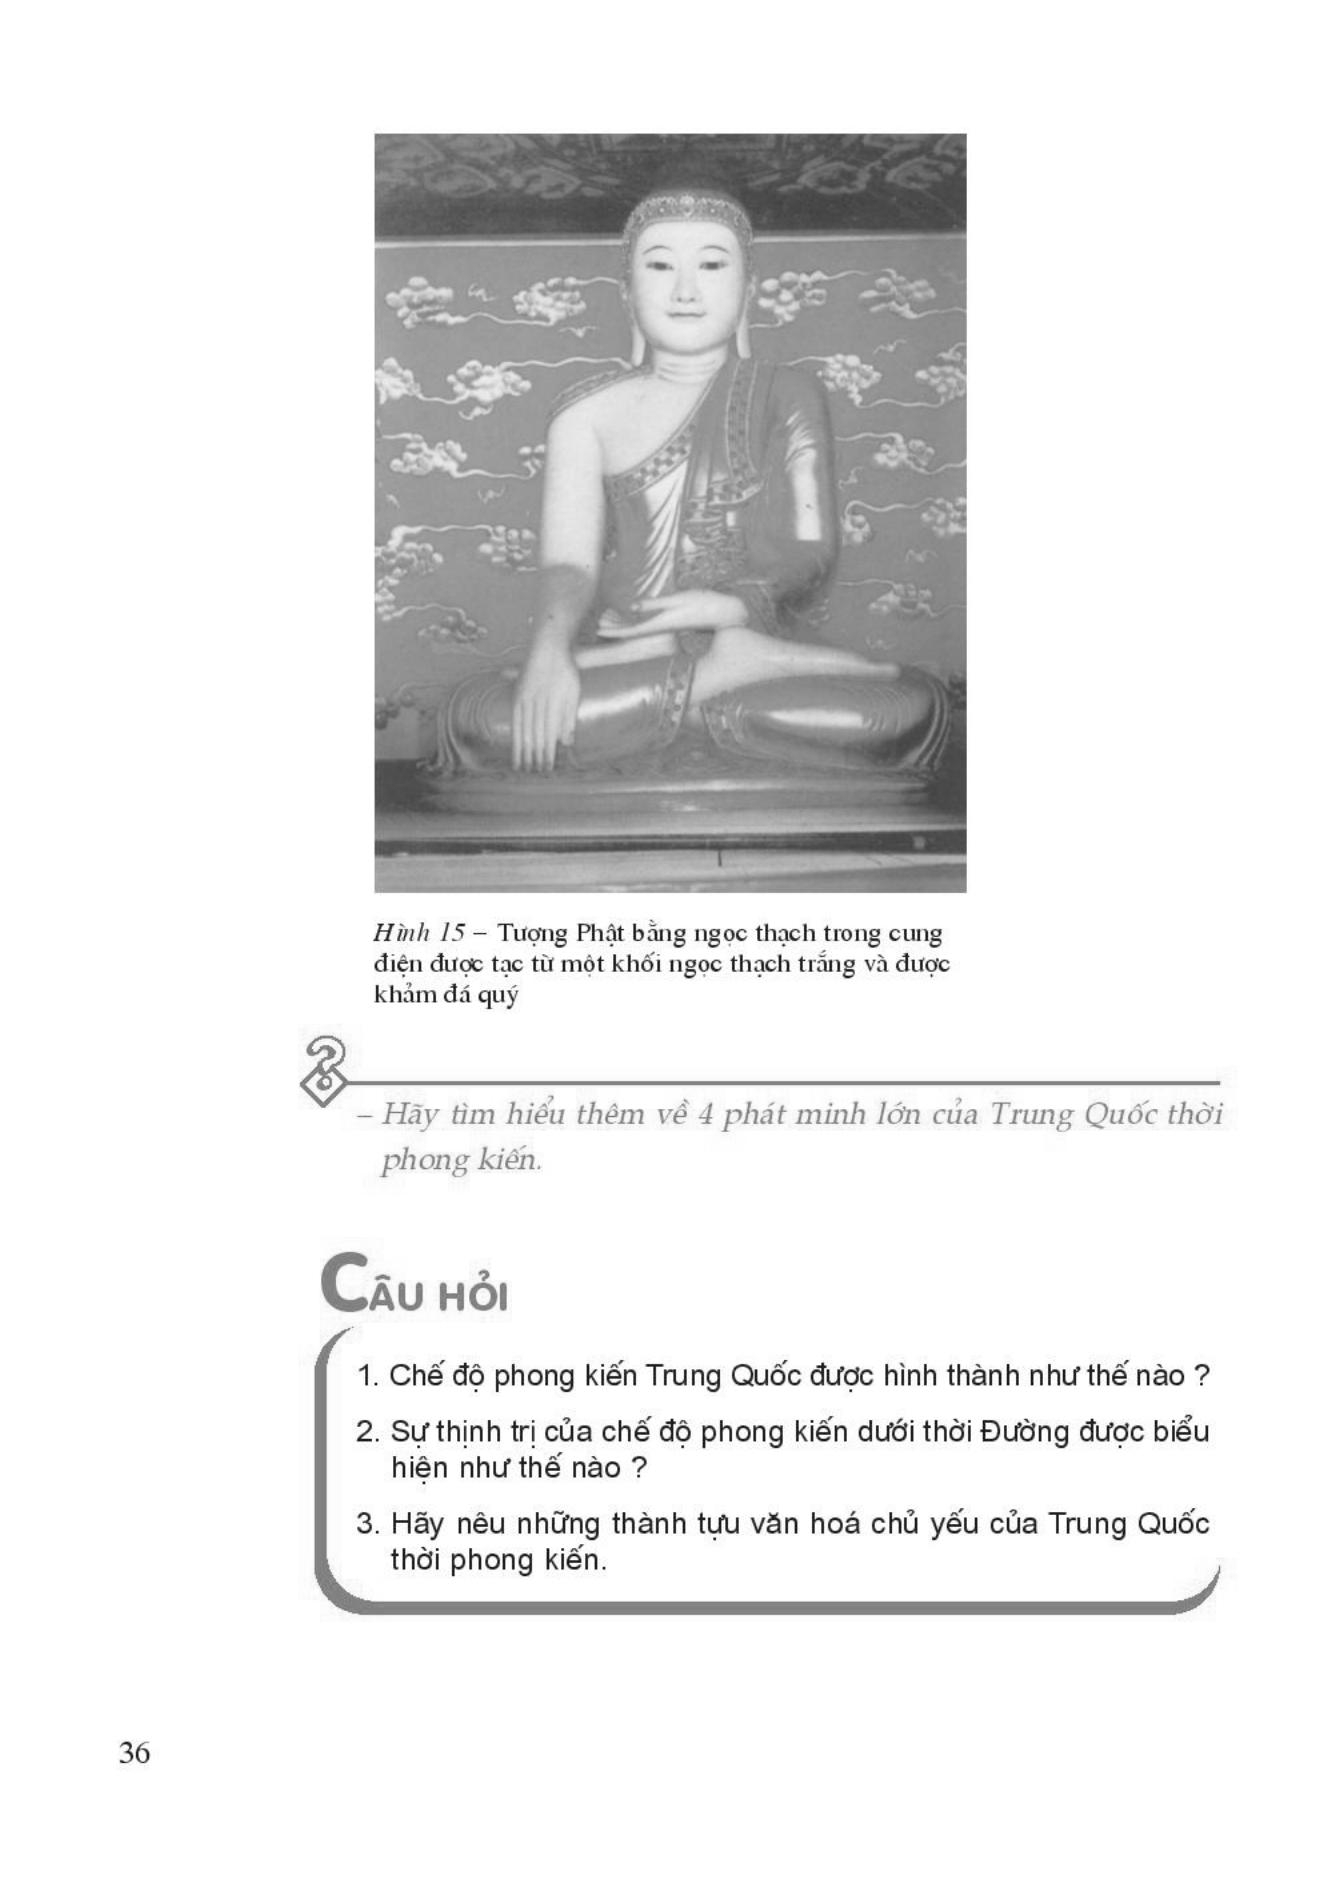 Hình 15 – Tượng Phật bằng ngọc thạch trong cung
điện được tạc từ một khối ngọc thạch trắng và được
khảm đá quý
– Hãy tìm hiểu thêm về 4 phát minh lớn của Trung Quốc thời
phong kiến.
CÂU HỎI
1. Chế độ phong kiến Trung Quốc được hình thành như thế nào ?
2. Sự thịnh trị của chế độ phong kiến dưới thời Đường được biểu
hiện như thế nào ?
3. Hãy nêu những thành tựu văn hoá chủ yếu của Trung Quốc
thời phong kiến.
36